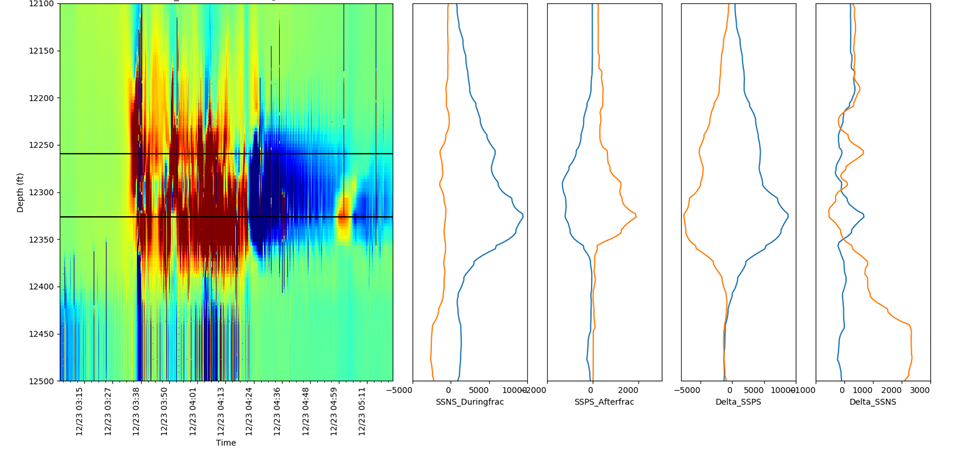 12100
12150
12200
12250
12300
12350
12400
12450
12500
Depth (ft)
12/23 03:15
12/23 03:27
12/23 03:38
12/23 03:50
12/23 04:01
12/23 04:13
12/23 04:24
12/23 04:36
12/23 04:48
12/23 04:59
12/23 05:11
Time
−5000 0 5000 10000
SSNS_Duringfrac
−2000 0 2000
SSPS_Afterfrac
−5000 0 5000 10000
Delta_SSPS
−1000 0 1000 2000 3000
Delta_SSNS